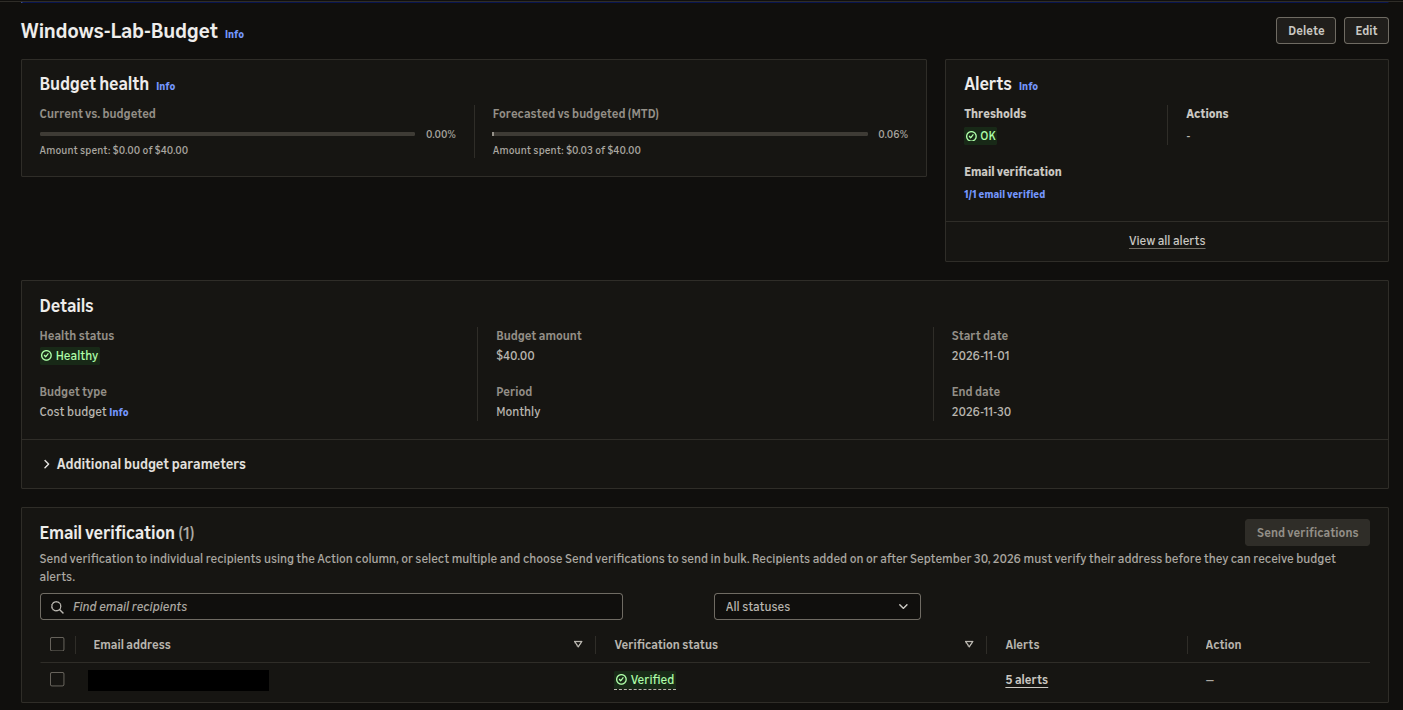 Windows-Lab-Budget Info
Delete
Edit
Budget health Info
Current vs. budgeted
0.00%
Amount spent: $0.00 of $40.00
Forecasted vs budgeted (MTD)
0.06%
Amount spent: $0.03 of $40.00
Alerts Info
Thresholds
OK
Actions
-
Email verification
1/1 email verified
View all alerts
Details
Health status
Healthy
Budget type
Cost budget Info
Budget amount
$40.00
Period
Monthly
Start date
2026-11-01
End date
2026-11-30
Additional budget parameters
Email verification (1)
Send verifications
Send verification to individual recipients using the Action column, or select multiple and choose Send verifications to send in bulk. Recipients added on or after September 30, 2026 must verify their address before they can receive budget
alerts.
Find email recipients
All statuses
Email address
Verification status
Alerts
Action
Verified
5 alerts
–